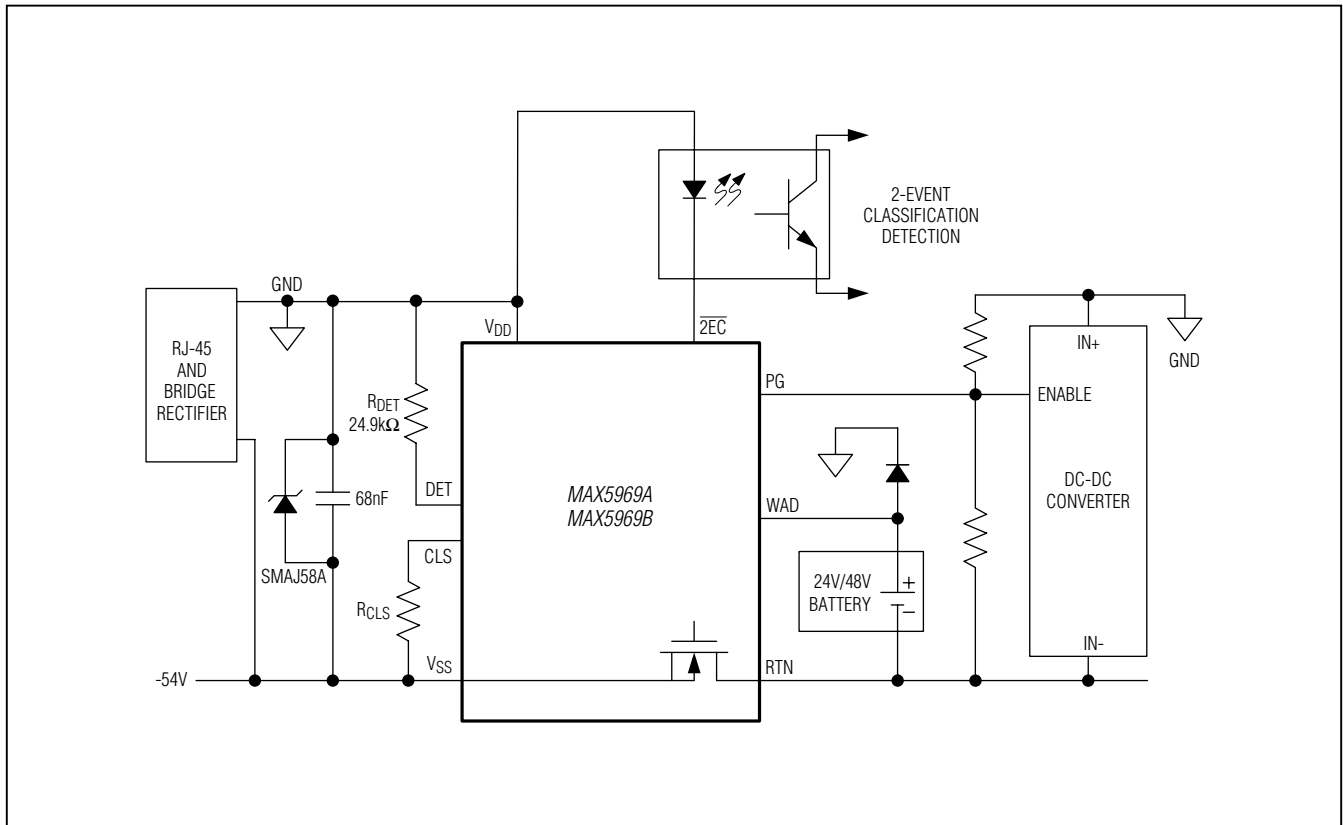 2-EVENT
CLASSIFICATION
DETECTION
GND
RJ-45
AND
BRIDGE
RECTIFIER
VDD
2EC
IN+
GND
RDET
24.9kΩ
PG
ENABLE
68nF
DET
MAX5969A
MAX5969B
WAD
DC-DC
CONVERTER
SMAJ58A
CLS
24V/48V
BATTERY
+
−
RCLS
-54V
VSS
RTN
IN-